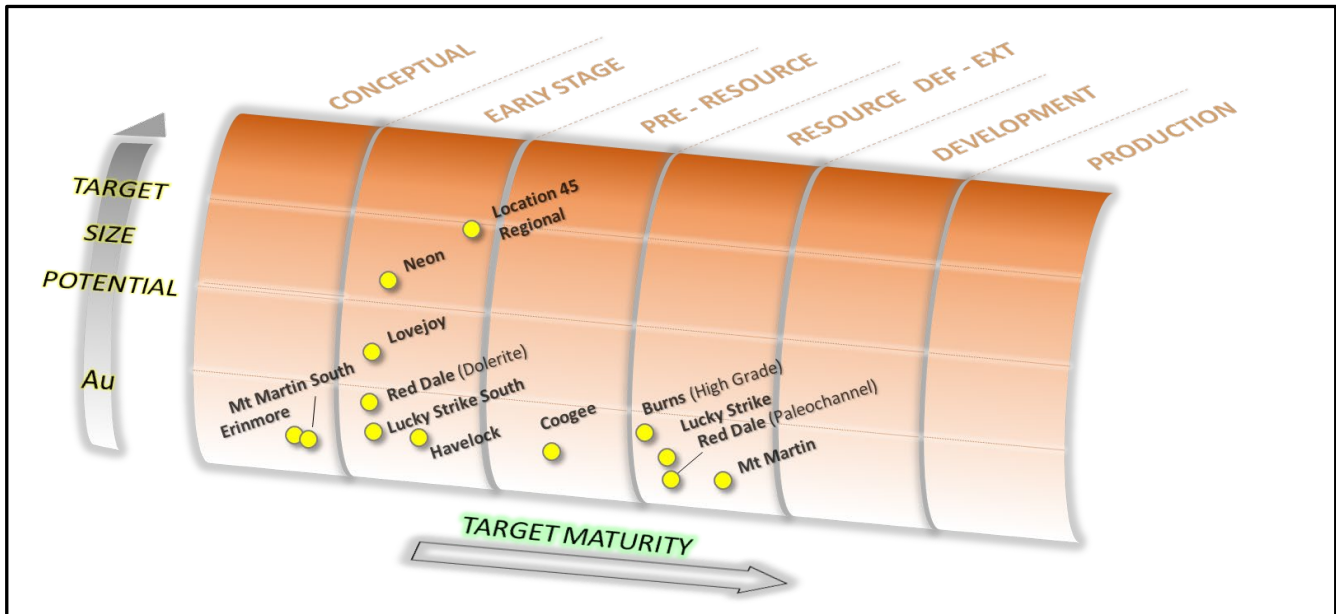 CONCEPTUAL
EARLY STAGE
PRE - RESOURCE
RESOURCE DEF - EXT
DEVELOPMENT
PRODUCTION
TARGET
SIZE
POTENTIAL
Au
Location 45
Regional
Neon
Lovejoy
Mt Martin South
Erinmore
Red Dale (Dolerite)
Lucky Strike South
Havelock
Coogee
Burns (High Grade)
Lucky Strike
Red Dale (Paleochannel)
Mt Martin
TARGET MATURITY